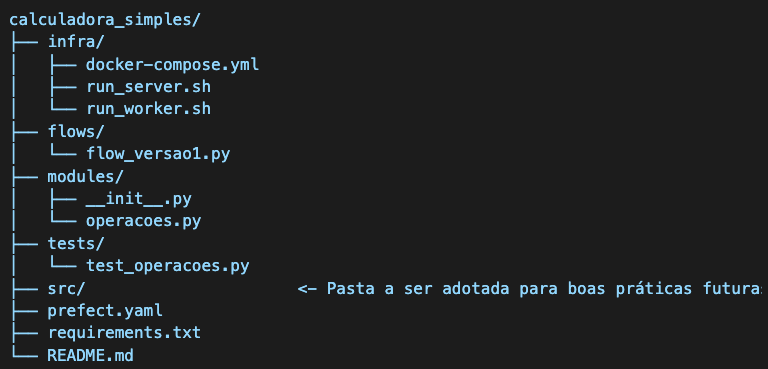 calculadora_simples/
├── infra/
│   ├── docker-compose.yml
│   ├── run_server.sh
│   └── run_worker.sh
├── flows/
│   └── flow_versao1.py
├── modules/
│   ├── __init__.py
│   └── operacoes.py
├── tests/
│   └── test_operacoes.py
├── src/                      <- Pasta a ser adotada para boas práticas futuras
├── prefect.yaml
├── requirements.txt
└── README.md